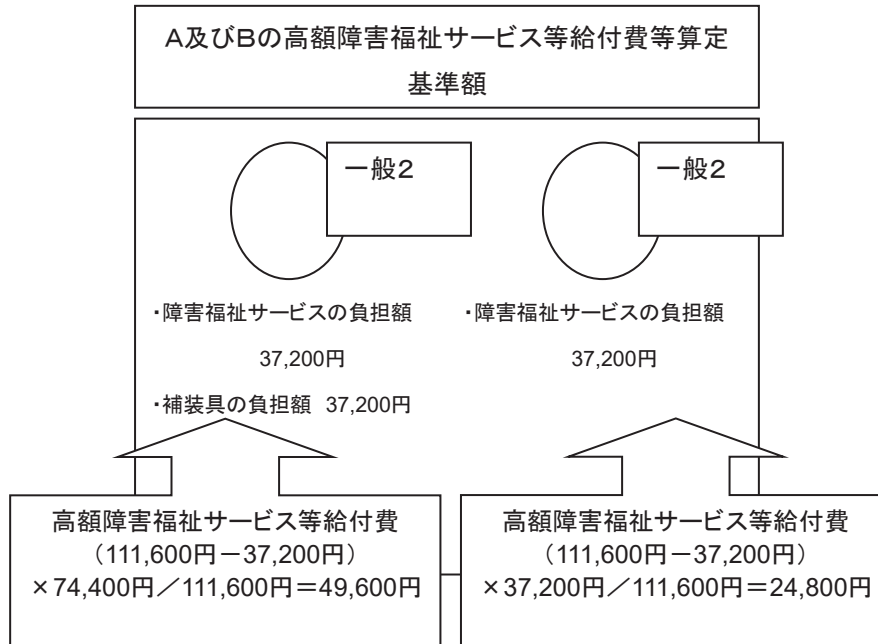 A及びBの高額障害福祉サービス等給付費等算定
基準額
一般2
一般2
・障害福祉サービスの負担額
37,200円
・補装具の負担額 37,200円
・障害福祉サービスの負担額
37,200円
高額障害福祉サービス等給付費
(111,600円－37,200円)
×74,400円／111,600円＝49,600円
高額障害福祉サービス等給付費
(111,600円－37,200円)
×37,200円／111,600円＝24,800円